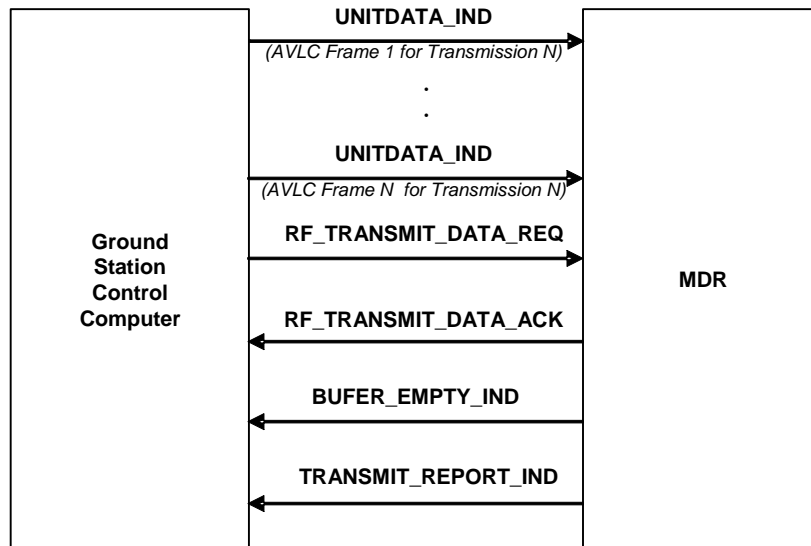 UNITDATA_IND
(AVLC Frame 1 for Transmission N)
.
.
UNITDATA_IND
(AVLC Frame N for Transmission N)
RF_TRANSMIT_DATA_REQ
Ground
Station
Control
Computer
MDR
RF_TRANSMIT_DATA_ACK
BUFER_EMPTY_IND
TRANSMIT_REPORT_IND